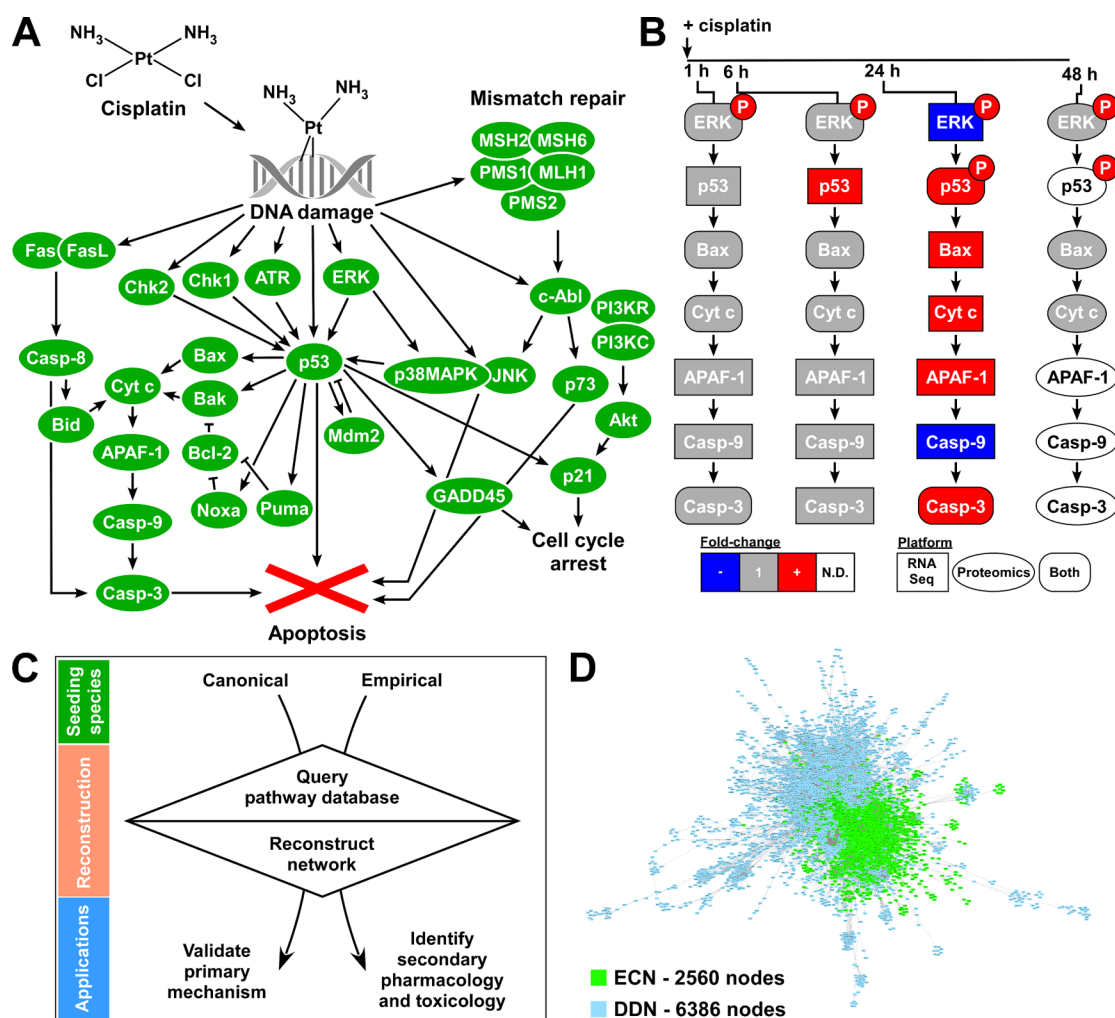 A
NH3
NH3
Pt
Cl
Cl
Cisplatin
NH3
NH3
Pt
DNA damage
Mismatch repair
MSH2
MSH6
PMS1
MLH1
PMS2
Fas
FasL
Chk2
Chk1
ATR
ERK
c-Abl
PI3KR
PI3KC
Casp-8
Bax
p53
p38MAPK
JNK
p73
Cyt c
Bak
Bid
Mdm2
Akt
APAF-1
Bcl-2
p21
Noxa
Puma
GADD45
Casp-9
Cell cycle
arrest
Casp-3
Apoptosis
B
+ cisplatin
1 h
6 h
24 h
48 h
ERK
P
ERK
P
ERK
P
ERK
P
p53
p53
p53
P
p53
P
Bax
Bax
Bax
Bax
Cyt c
Cyt c
Cyt c
Cyt c
APAF-1
APAF-1
APAF-1
APAF-1
Casp-9
Casp-9
Casp-9
Casp-9
Casp-3
Casp-3
Casp-3
Casp-3
Fold-change
-
1
+
N.D.
Platform
RNA
Seq
Proteomics
Both
C
Seeding
species
Reconstruction
Applications
Canonical
Empirical
Query
pathway database
Reconstruct
network
Validate
primary
mechanism
Identify
secondary
pharmacology
and toxicology
D
ECN - 2560 nodes
DDN - 6386 nodes